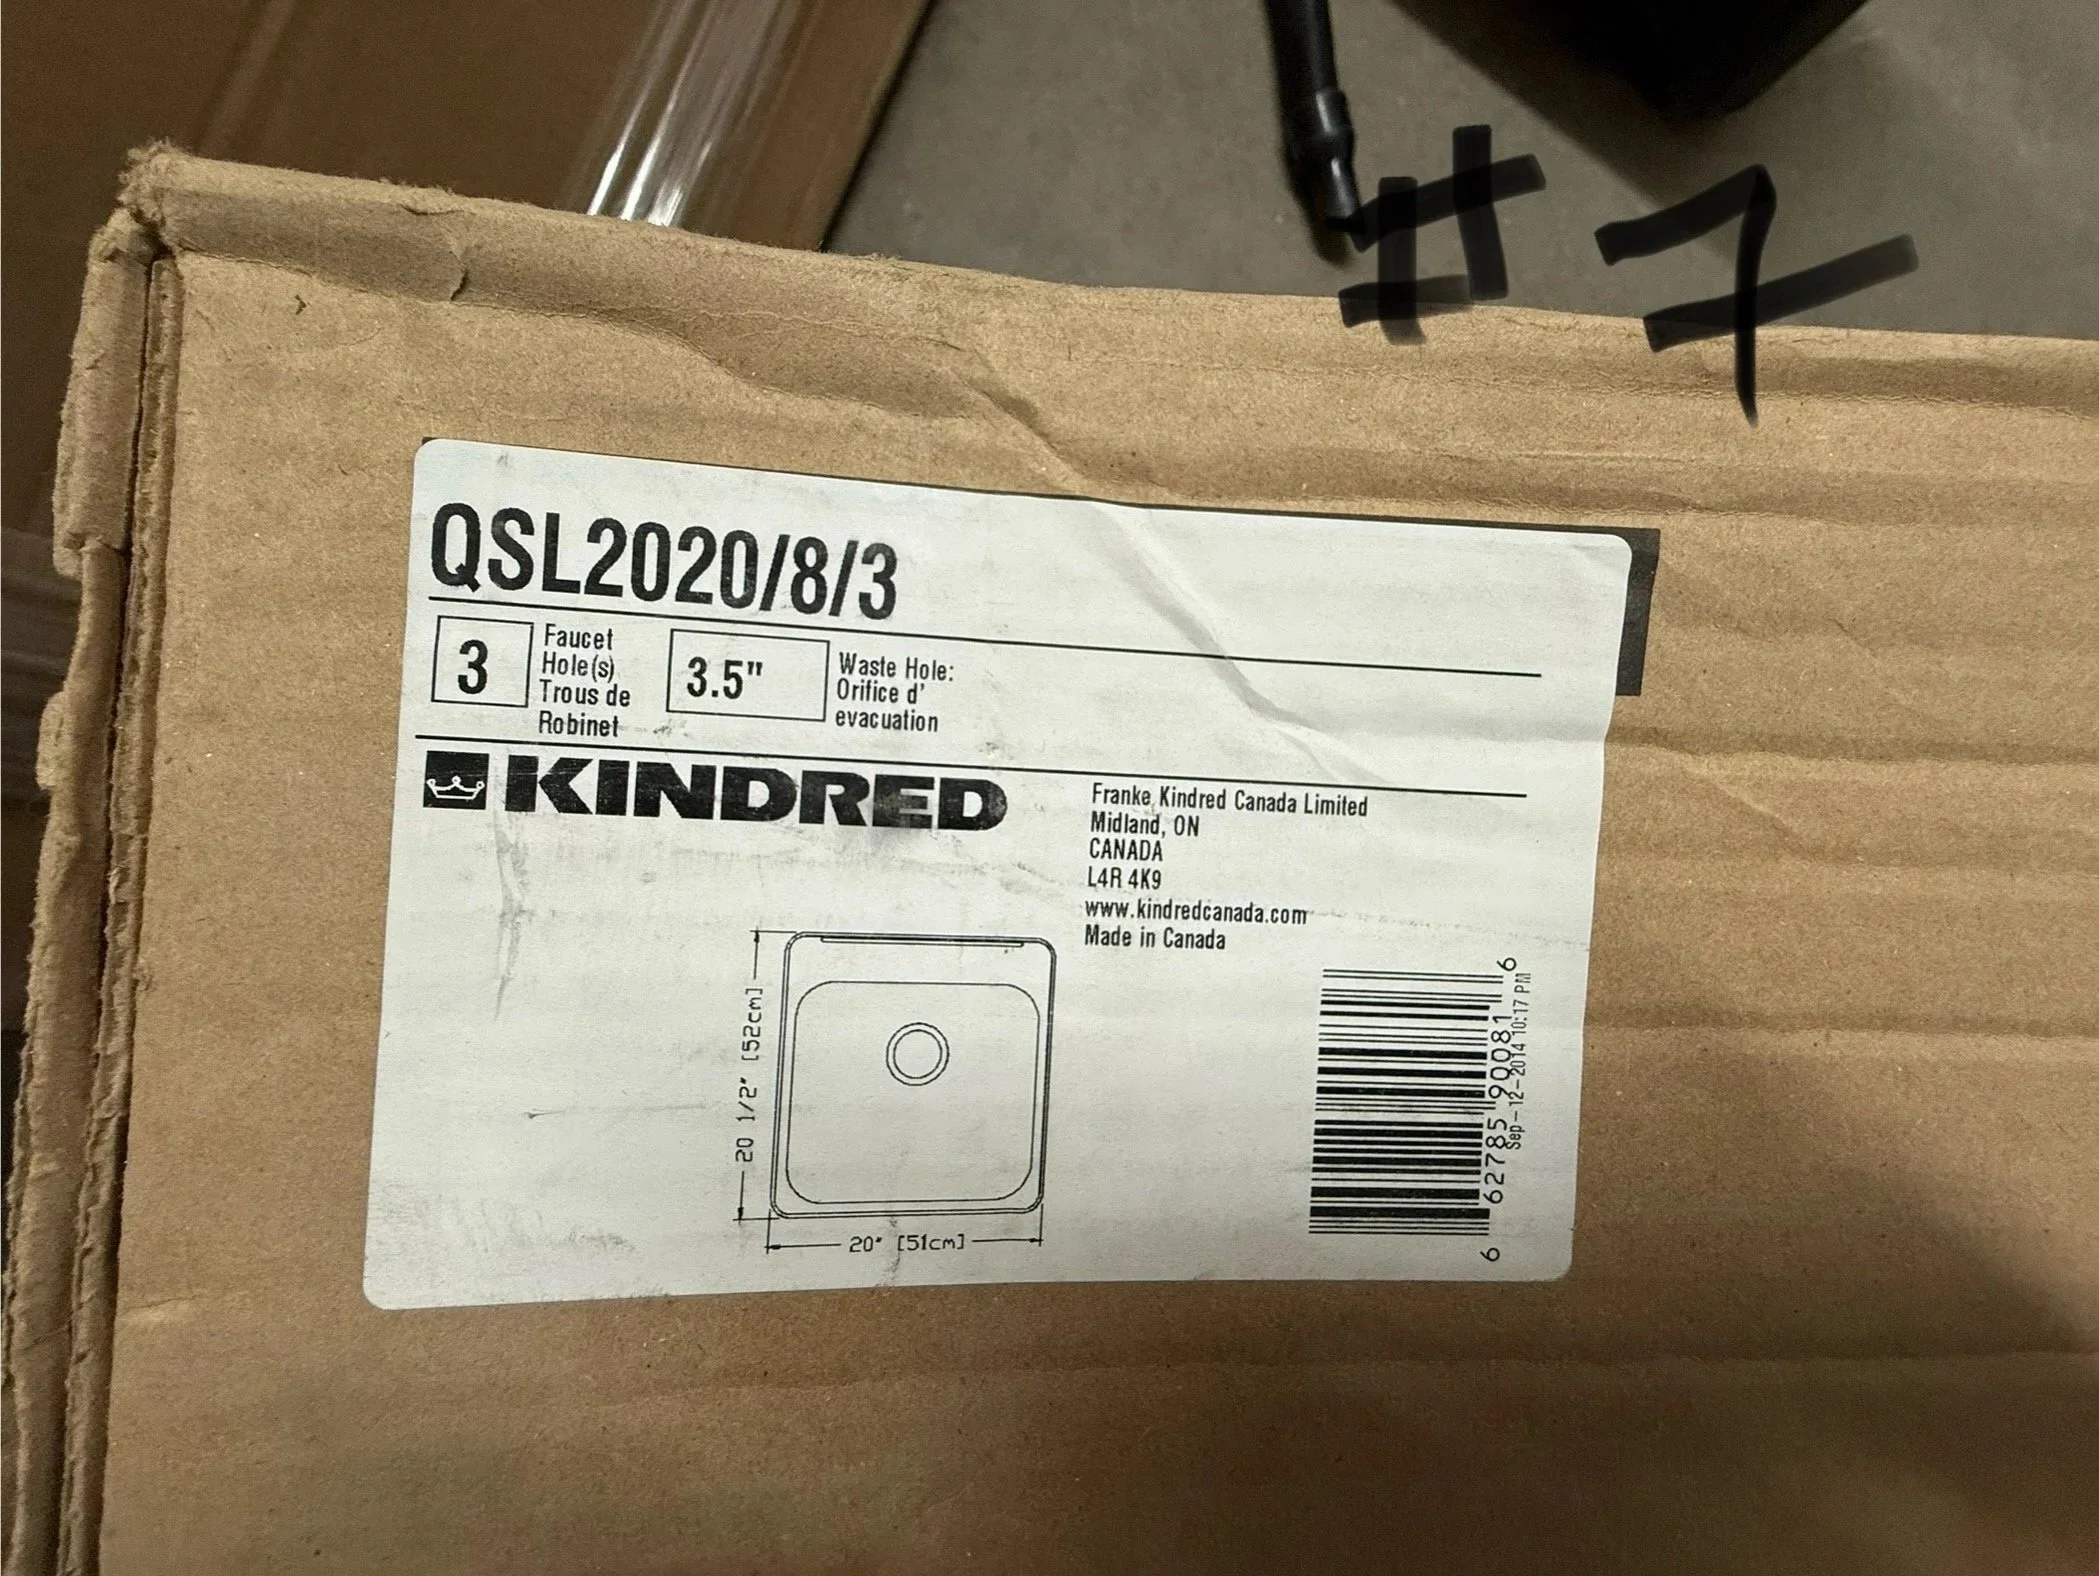 #7
QSL2020/8/3
3
Faucet
Hole(s)
Trous de
Robinet
3.5"
Waste Hole:
Orifice d'
evacuation
KINDRED
Franke Kindred Canada Limited
Midland, ON
CANADA
L4R 4K9
www.kindredcanada.com
Made in Canada
20 1/2" [52cm]
20" [51cm]
6 62785 90081 6
Sep-12-2014 10:17 PM